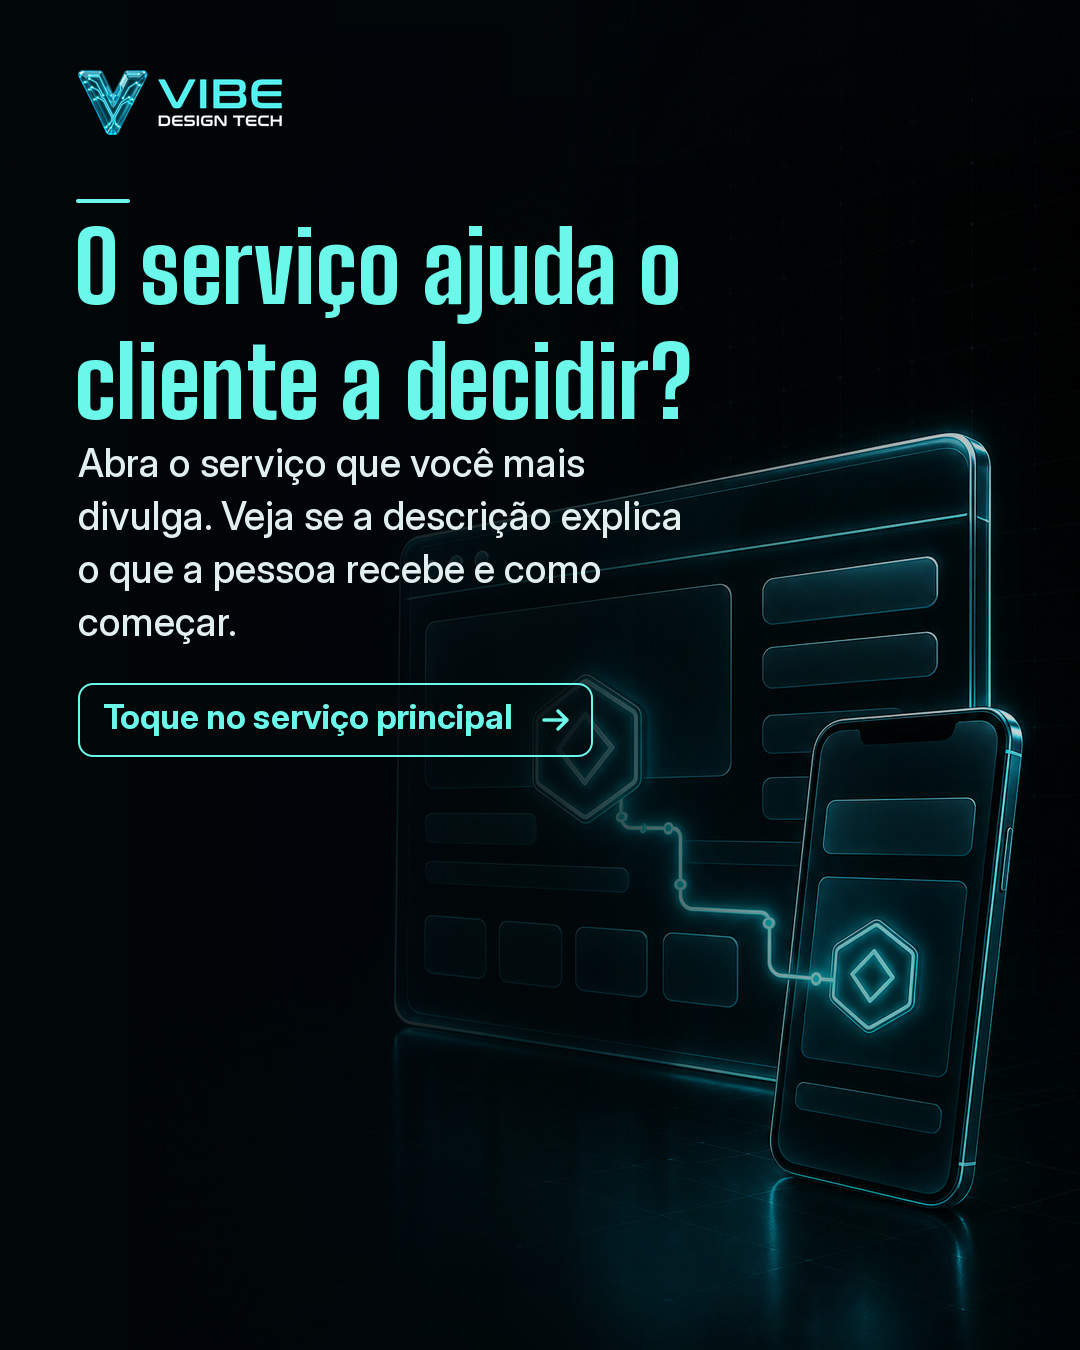 VIBE
DESIGN TECH
O serviço ajuda o
cliente a decidir?
Abra o serviço que você mais
divulga. Veja se a descrição explica
o que a pessoa recebe e como
começar.
Toque no serviço principal →